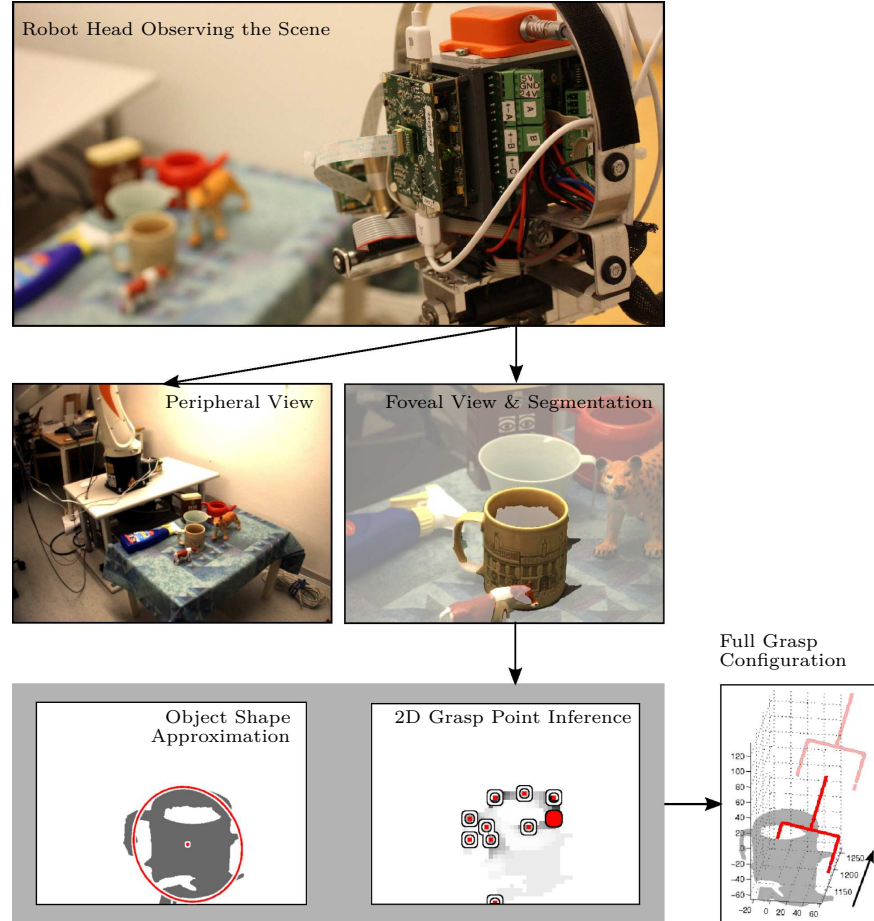 Robot Head Observing the Scene
5V
GND
24V
A
A
B
B
C
Peripheral View
Foveal View & Segmentation
Full Grasp
Configuration
Object Shape
Approximation
2D Grasp Point Inference
120
100
80
60
40
20
0
-20
-40
-60
1250
1200
1150
-20
0
20
40
60